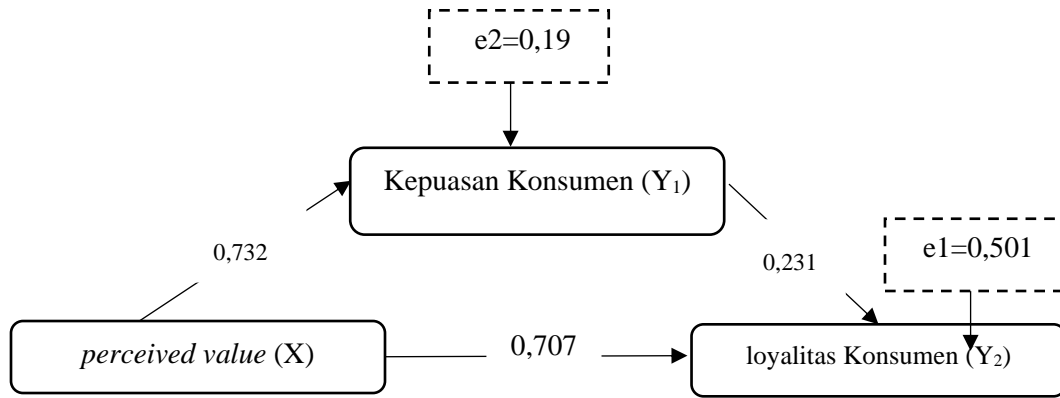 e2=0,19
Kepuasan Konsumen (Y₁)
0,732
0,231
e1=0,501
perceived value (X)
0,707
loyalitas Konsumen (Y₂)